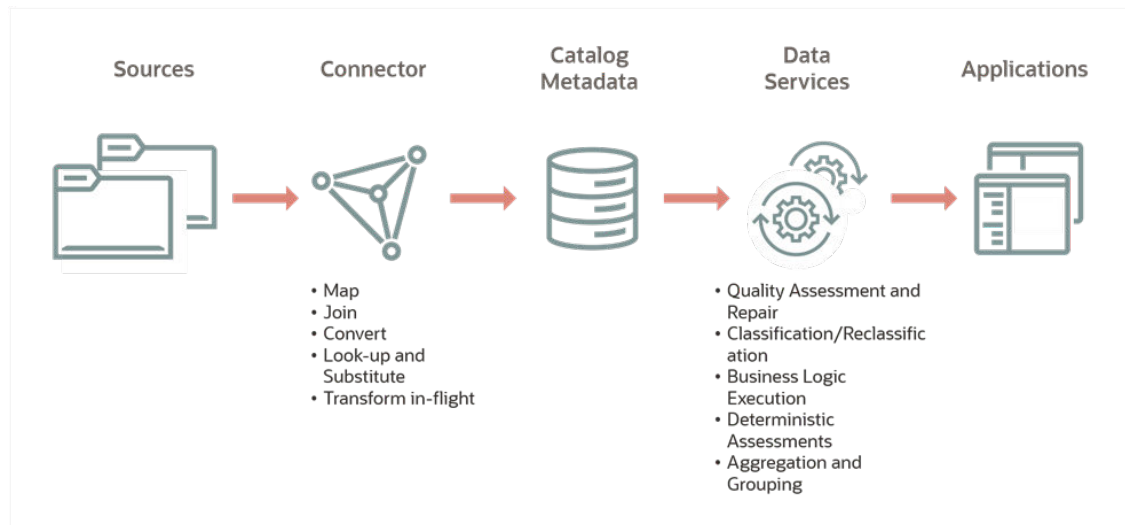 Sources
Connector
Catalog
Metadata
Data
Services
Applications
• Map
• Join
• Convert
• Look-up and
Substitute
• Transform in-flight
• Quality Assessment and
Repair
• Classification/Reclassific
ation
• Business Logic
Execution
• Deterministic
Assessments
• Aggregation and
Grouping